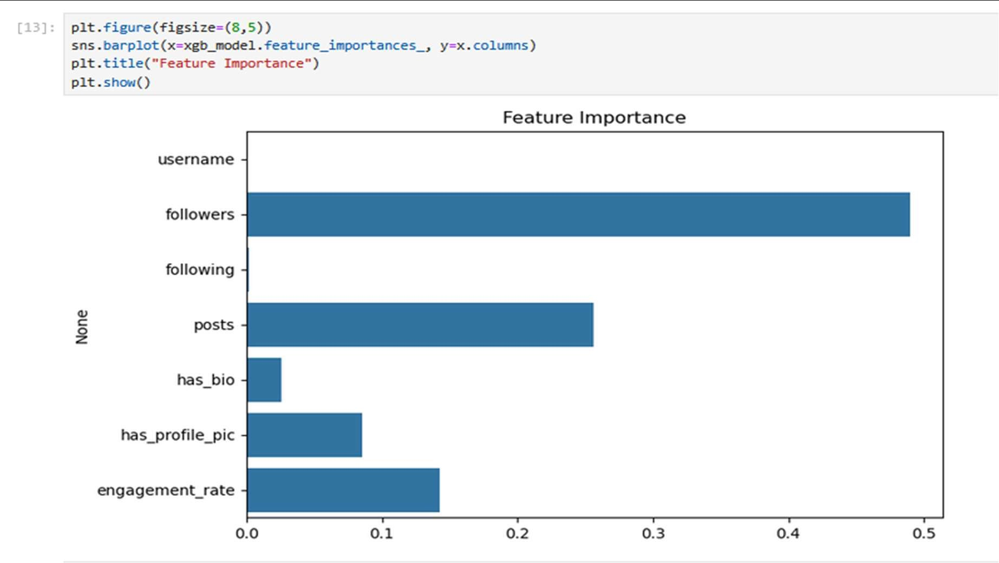 [13]:
plt.figure(figsize=(8,5))
sns.barplot(x=xgb_model.feature_importances_, y=x.columns)
plt.title("Feature Importance")
plt.show()
Feature Importance
username
followers
following
posts
None
has_bio
has_profile_pic
engagement_rate
0.0 0.1 0.2 0.3 0.4 0.5